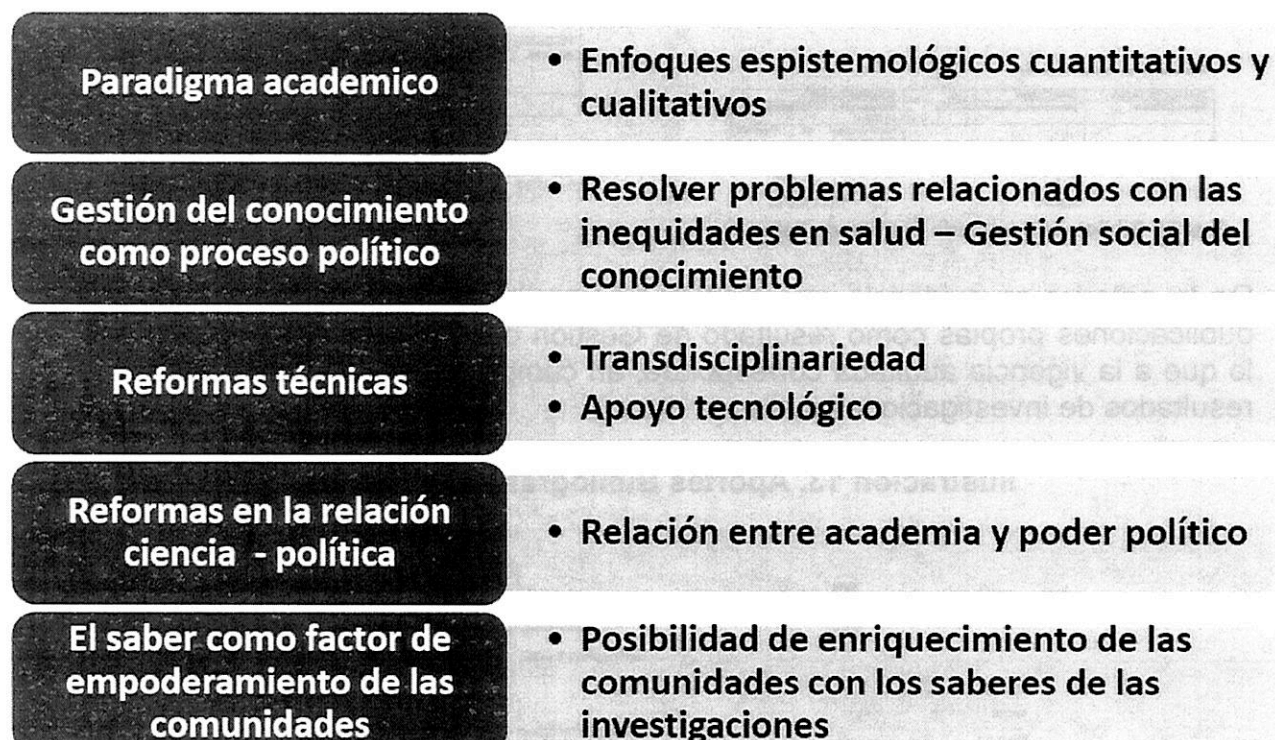 Paradigma academico
• Enfoques espistemológicos cuantitativos y
cualitativos
Gestión del conocimiento
como proceso político
• Resolver problemas relacionados con las
inequidades en salud – Gestión social del
conocimiento
Reformas técnicas
• Transdisciplinariedad
• Apoyo tecnológico
Reformas en la relación
ciencia - política
• Relación entre academia y poder político
El saber como factor de
empoderamiento de las
comunidades
• Posibilidad de enriquecimiento de las
comunidades con los saberes de las
investigaciones